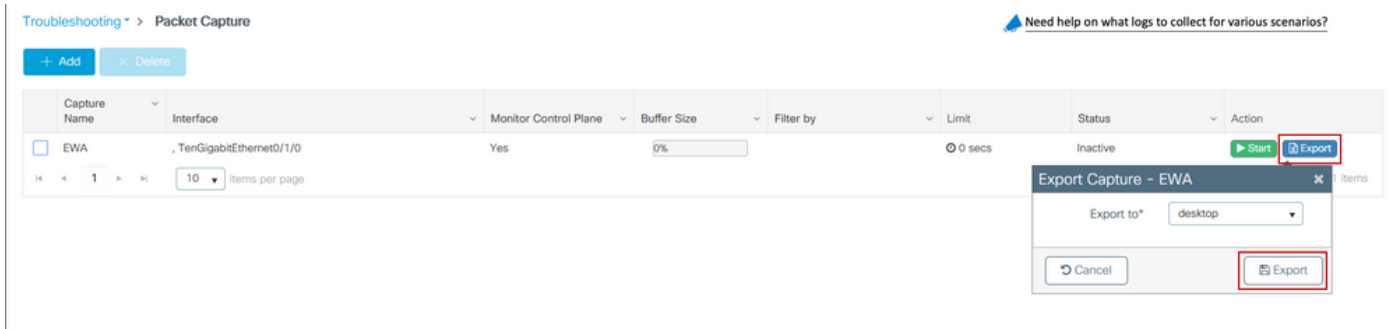 Troubleshooting > Packet Capture
Need help on what logs to collect for various scenarios?
+ Add
× Delete
Capture Name
Interface
Monitor Control Plane
Buffer Size
Filter by
Limit
Status
Action
EWA
, TenGigabitEthernet0/1/0
Yes
0%
0 secs
Inactive
Start
Export
1
10
items per page
1 items
Export Capture - EWA
Export to*
desktop
Cancel
Export